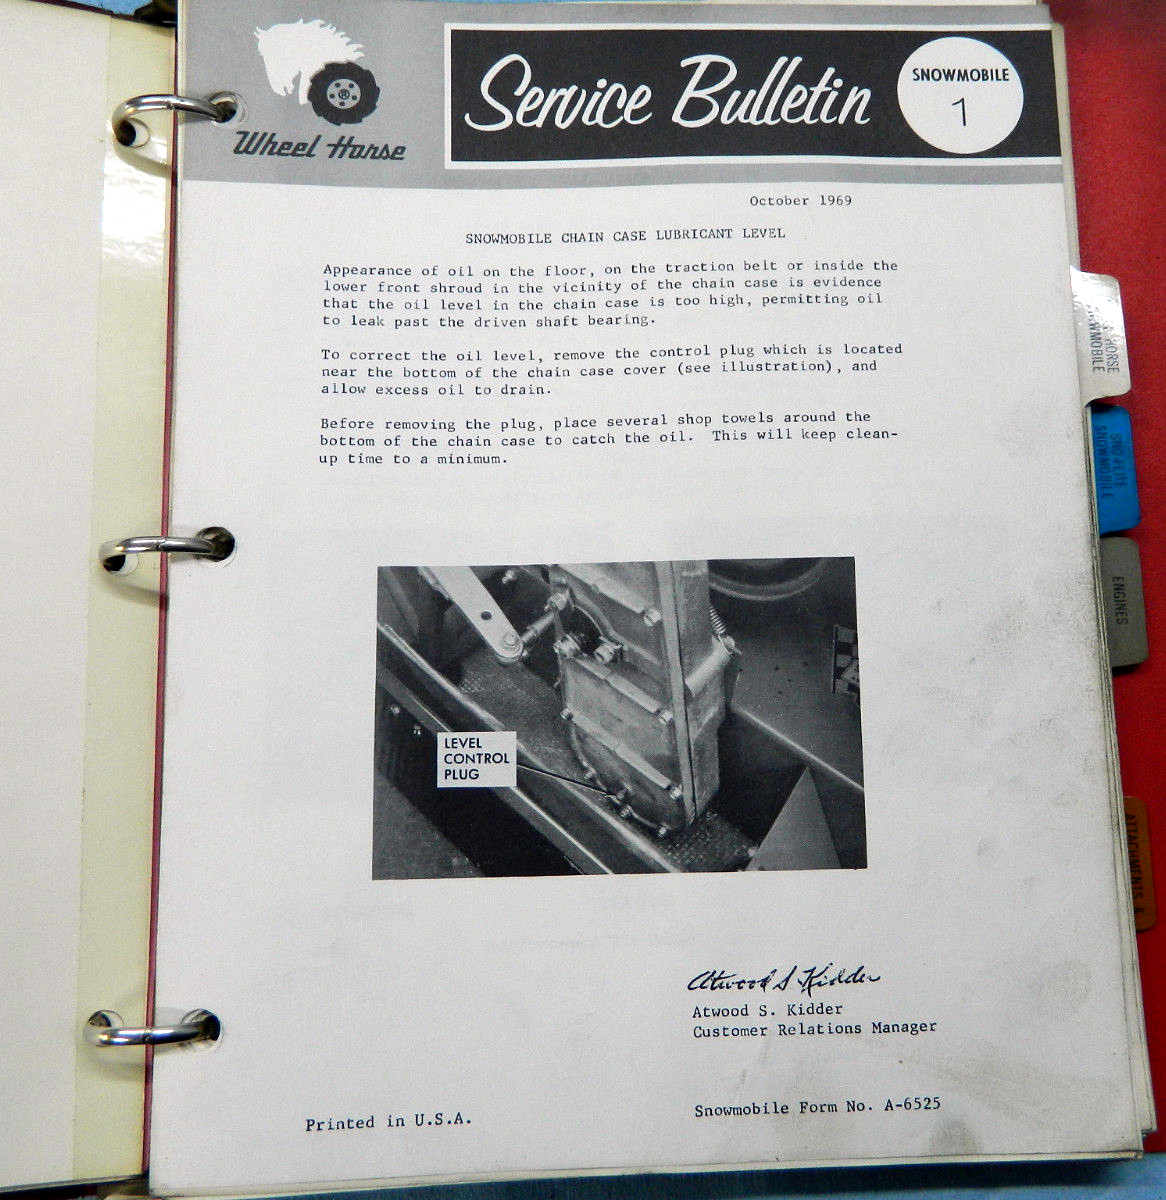 Wheel Horse
®
Service Bulletin
SNOWMOBILE
1
October 1969
SNOWMOBILE CHAIN CASE LUBRICANT LEVEL
Appearance of oil on the floor, on the traction belt or inside the
lower front shroud in the vicinity of the chain case is evidence
that the oil level in the chain case is too high, permitting oil
to leak past the driven shaft bearing.
To correct the oil level, remove the control plug which is located
near the bottom of the chain case cover (see illustration), and
allow excess oil to drain.
Before removing the plug, place several shop towels around the
bottom of the chain case to catch the oil.  This will keep clean-
up time to a minimum.
LEVEL
CONTROL
PLUG
Atwood S. Kidder
Atwood S. Kidder
Customer Relations Manager
Printed in U.S.A.
Snowmobile Form No. A-6525
HORSE
SNO-FLITE
SNOWMOBILE
ENGINES
ATTACHMENTS &